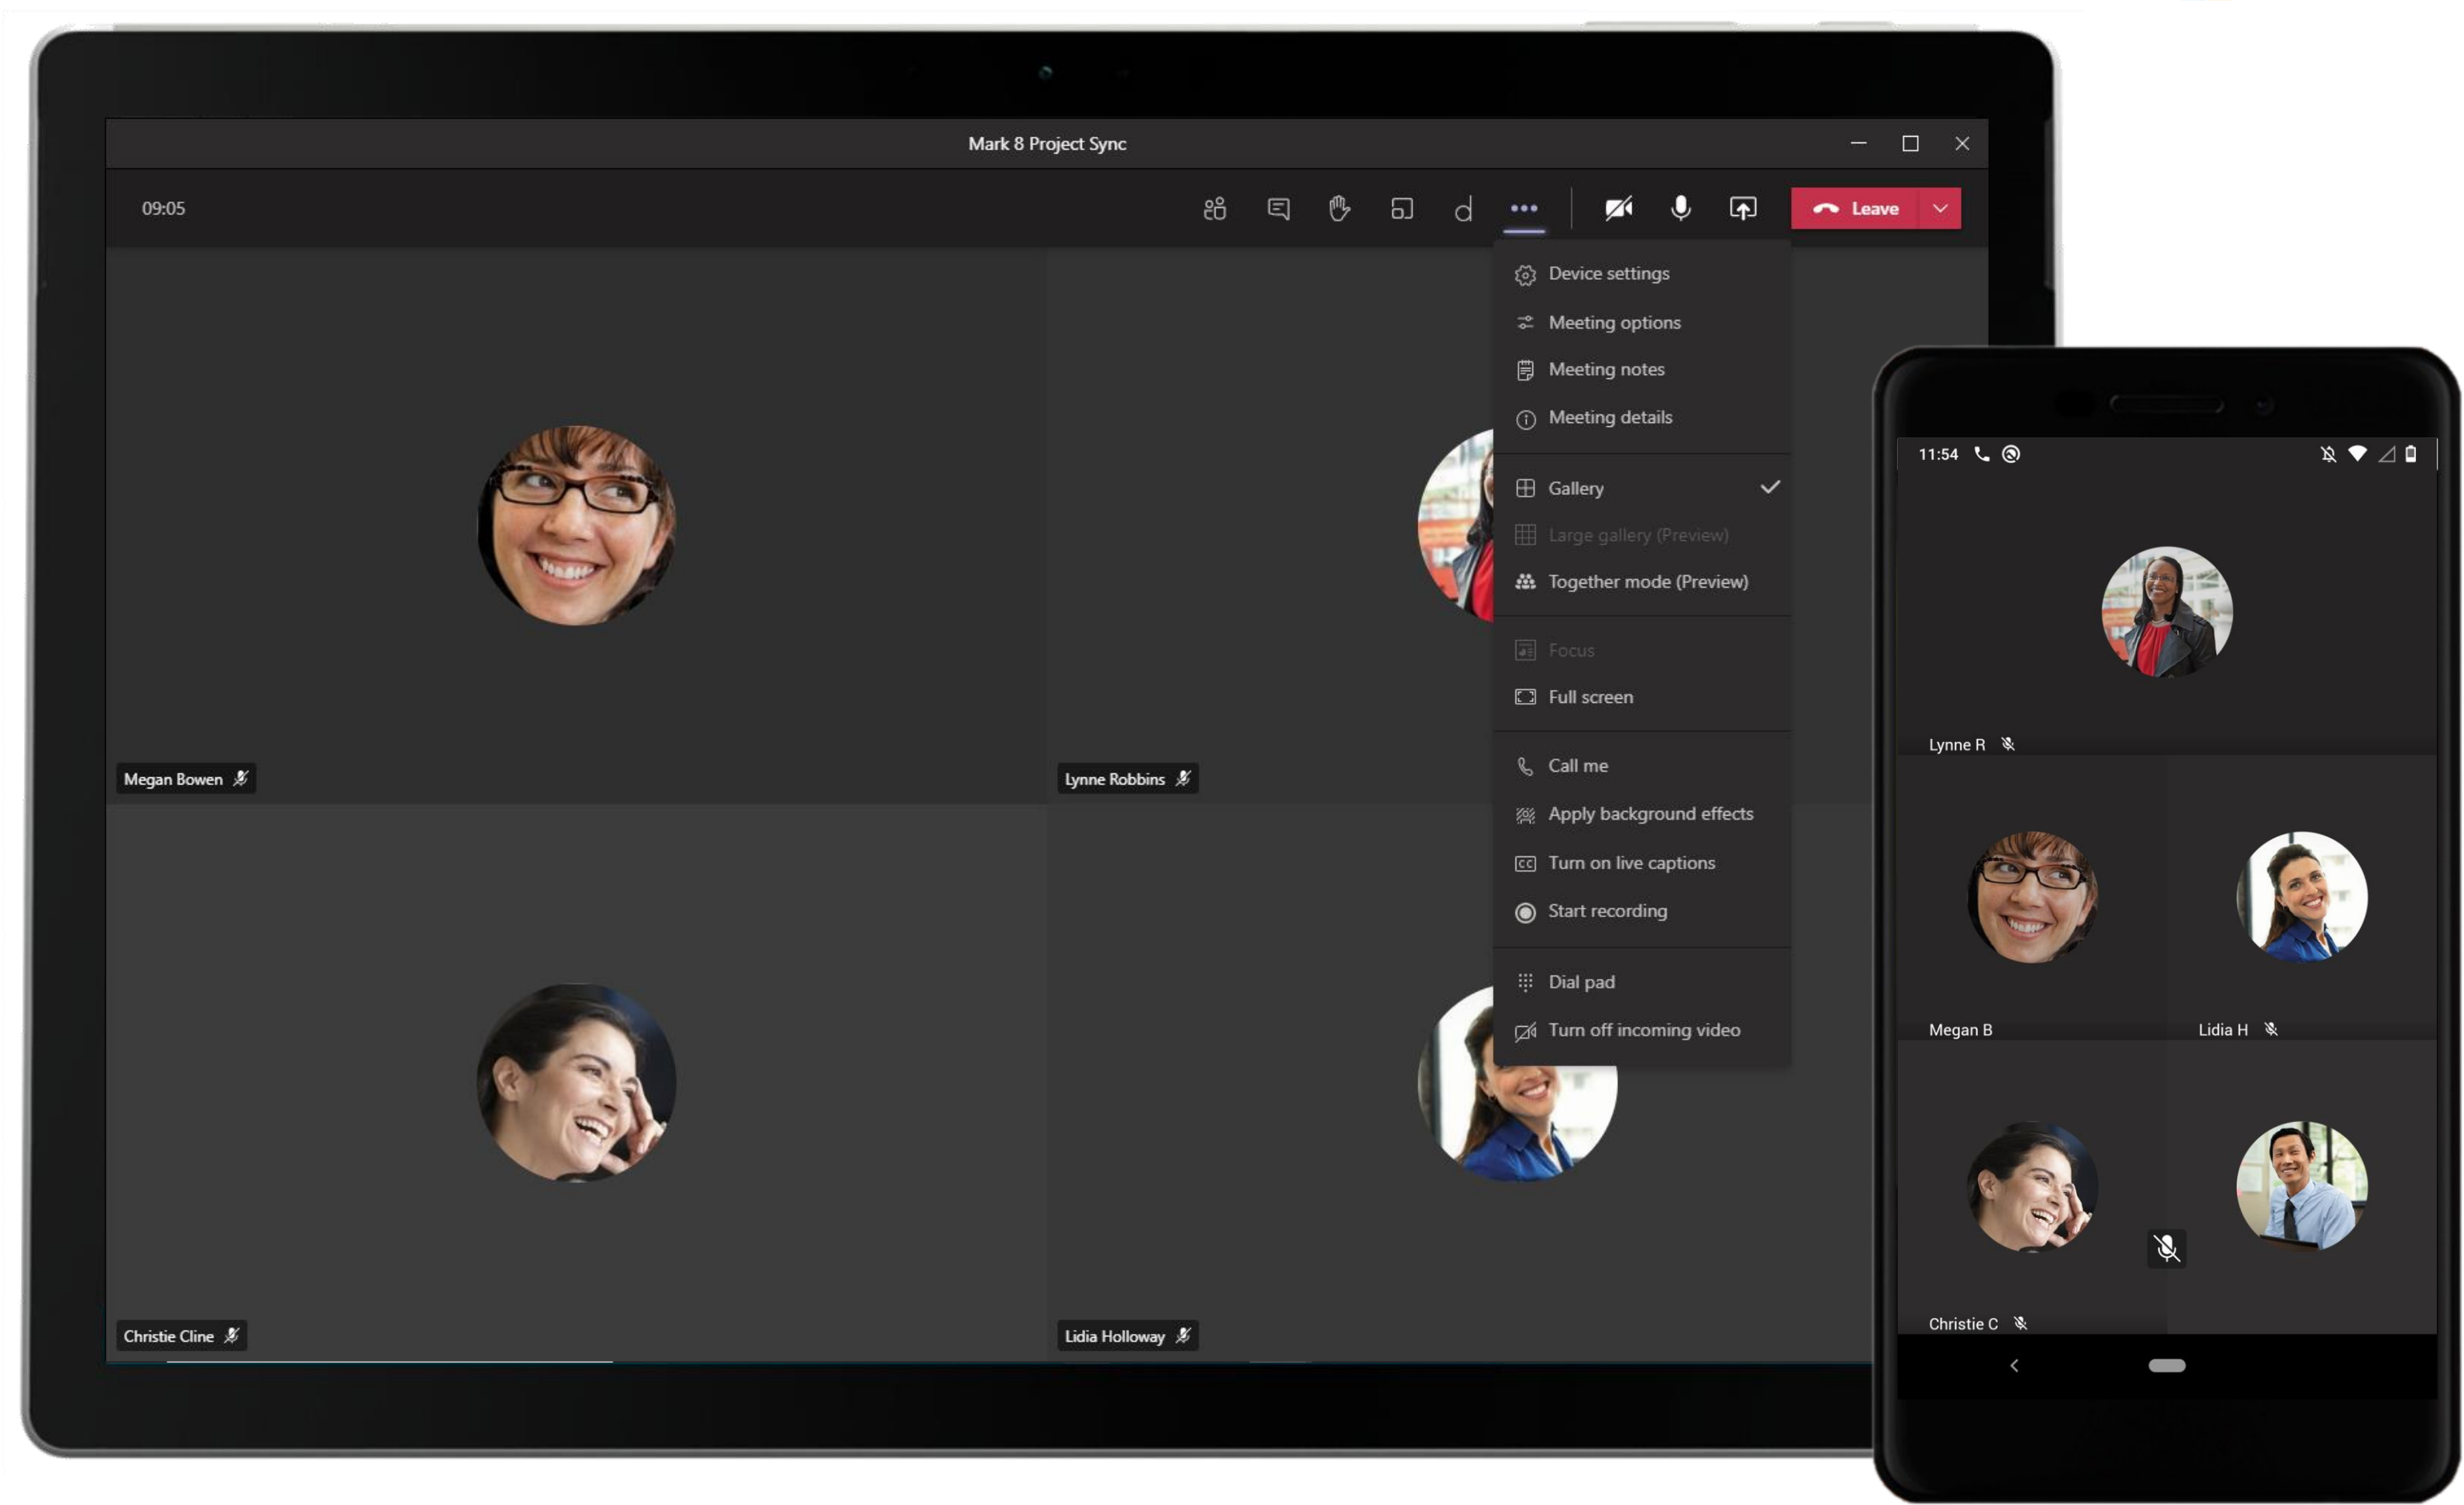 Mark 8 Project Sync
09:05
Leave
Device settings
Meeting options
Meeting notes
Meeting details
Gallery
Large gallery (Preview)
Together mode (Preview)
Focus
Full screen
Call me
Apply background effects
CC Turn on live captions
Start recording
Dial pad
Turn off incoming video
Megan Bowen
Lynne Robbins
Christie Cline
Lidia Holloway
11:54
Lynne R
Megan B
Lidia H
Christie C